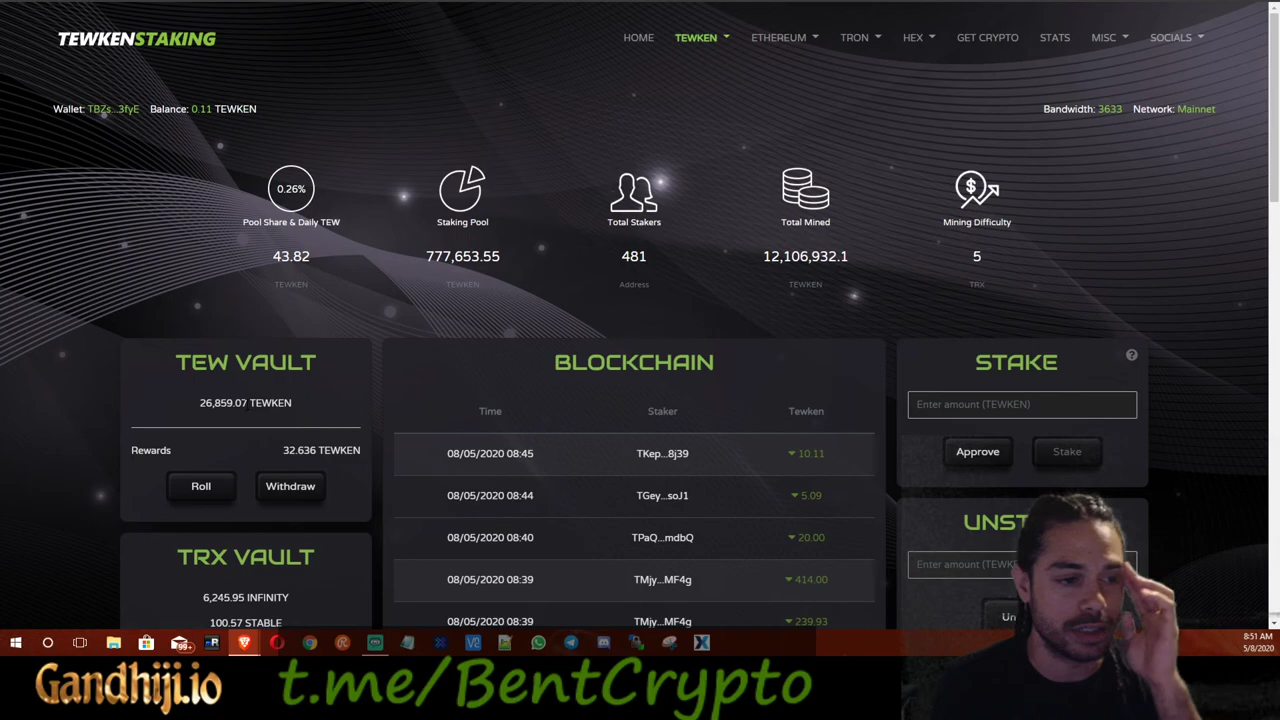 TEWKENSTAKING
HOME TEWKEN ETHEREUM TRON HEX GET CRYPTO STATS MISC SOCIALS
Wallet: TBZs...3fyE Balance: 0.11 TEWKEN Bandwidth: 3633 Network: Mainnet
0.26%
Pool Share & Daily TEW Staking Pool Total Stakers Total Mined Mining Difficulty
43.82 777,653.55 481 12,106,932.1 5
TEWKEN TEWKEN Address TEWKEN TRX
TEW VAULT
26,859.07 TEWKEN
Rewards 32.636 TEWKEN
Roll Withdraw
TRX VAULT
6,245.95 INFINITY
100.57 STABLE
BLOCKCHAIN
Time Staker Tewken
08/05/2020 08:45 TKep...8j39 10.11
08/05/2020 08:44 TGey...soJ1 5.09
08/05/2020 08:40 TPaQ...mdbQ 20.00
08/05/2020 08:39 TMjy...MF4g 414.00
08/05/2020 08:39 TMjy...MF4g 239.93
STAKE ?
Enter amount (TEWKEN)
Approve Stake
UNST
Enter amount (TEWK
Un
99+
8:51 AM
5/8/2020
Gandhiji.io t.me/BentCrypto